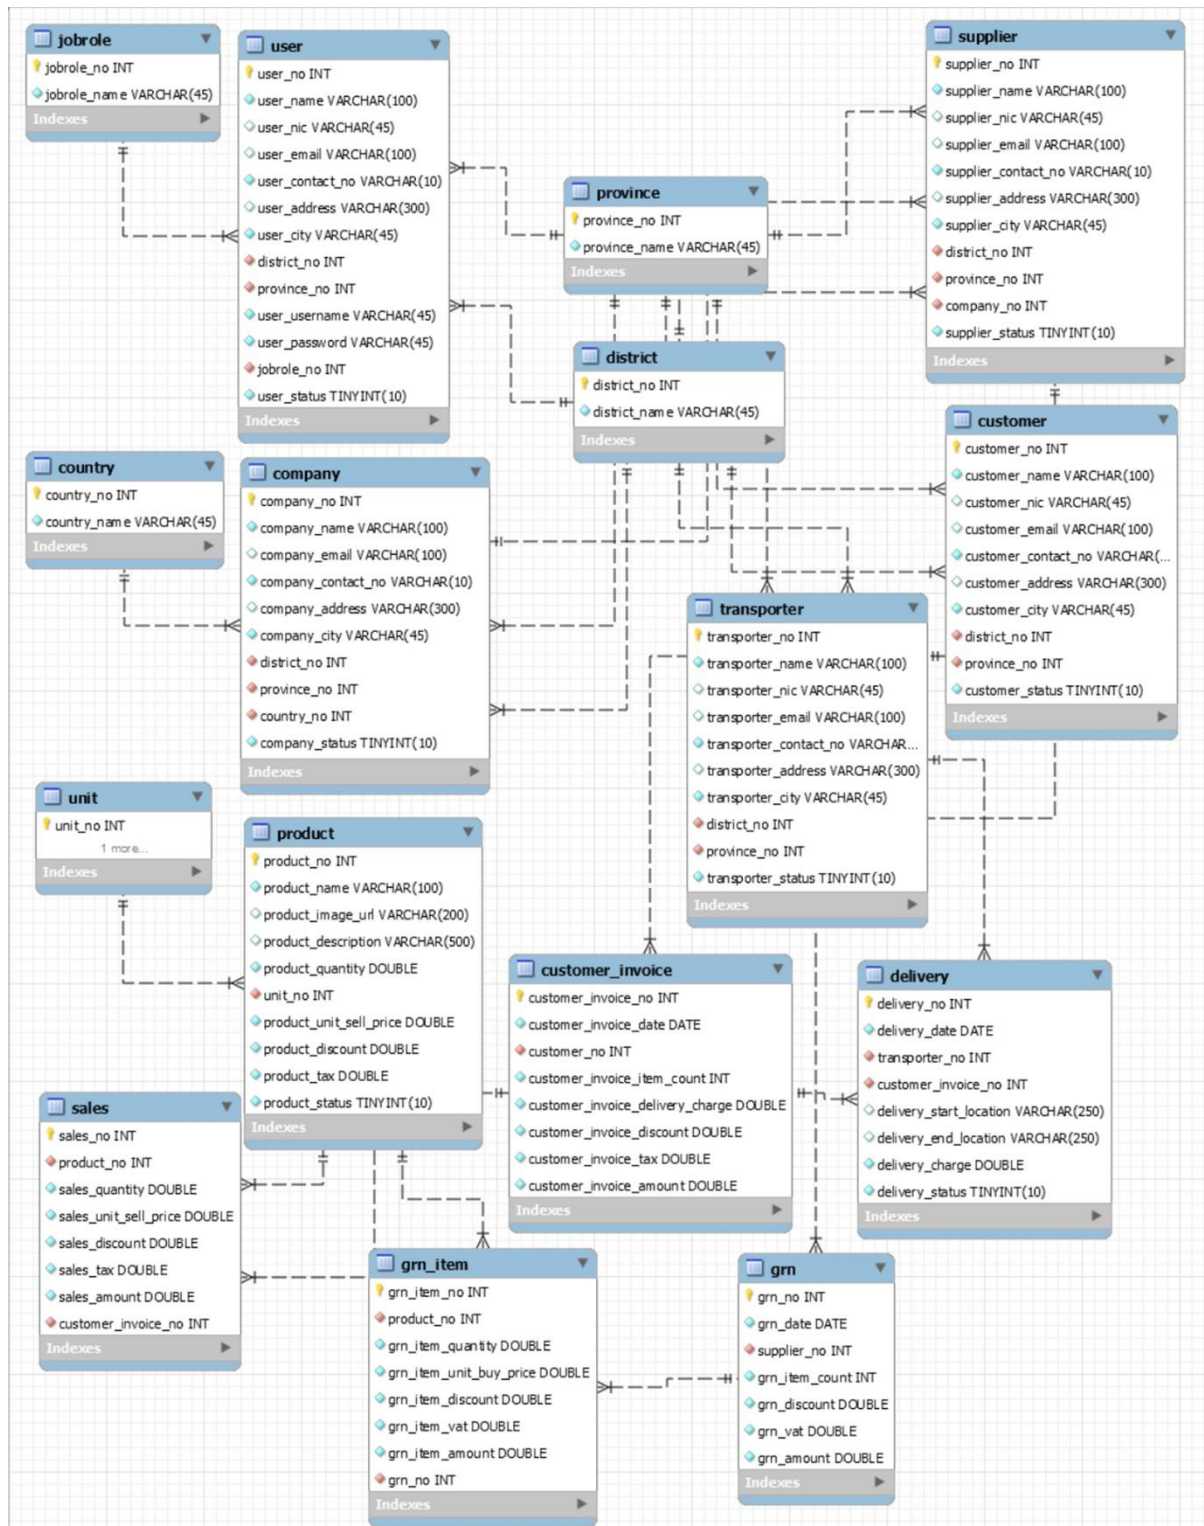 jobrole
jobrole_no INT
jobrole_name VARCHAR(45)
Indexes
user
user_no INT
user_name VARCHAR(100)
user_nic VARCHAR(45)
user_email VARCHAR(100)
user_contact_no VARCHAR(10)
user_address VARCHAR(300)
user_city VARCHAR(45)
district_no INT
province_no INT
user_username VARCHAR(45)
user_password VARCHAR(45)
jobrole_no INT
user_status TINYINT(10)
Indexes
province
province_no INT
province_name VARCHAR(45)
Indexes
supplier
supplier_no INT
supplier_name VARCHAR(100)
supplier_nic VARCHAR(45)
supplier_email VARCHAR(100)
supplier_contact_no VARCHAR(10)
supplier_address VARCHAR(300)
supplier_city VARCHAR(45)
district_no INT
province_no INT
company_no INT
supplier_status TINYINT(10)
Indexes
district
district_no INT
district_name VARCHAR(45)
Indexes
country
country_no INT
country_name VARCHAR(45)
Indexes
company
company_no INT
company_name VARCHAR(100)
company_email VARCHAR(100)
company_contact_no VARCHAR(10)
company_address VARCHAR(300)
company_city VARCHAR(45)
district_no INT
province_no INT
country_no INT
company_status TINYINT(10)
Indexes
customer
customer_no INT
customer_name VARCHAR(100)
customer_nic VARCHAR(45)
customer_email VARCHAR(100)
customer_contact_no VARCHAR(...
customer_address VARCHAR(300)
customer_city VARCHAR(45)
district_no INT
province_no INT
customer_status TINYINT(10)
Indexes
transporter
transporter_no INT
transporter_name VARCHAR(100)
transporter_nic VARCHAR(45)
transporter_email VARCHAR(100)
transporter_contact_no VARCHAR...
transporter_address VARCHAR(300)
transporter_city VARCHAR(45)
district_no INT
province_no INT
transporter_status TINYINT(10)
Indexes
unit
unit_no INT
1 more...
Indexes
product
product_no INT
product_name VARCHAR(100)
product_image_url VARCHAR(200)
product_description VARCHAR(500)
product_quantity DOUBLE
unit_no INT
product_unit_sell_price DOUBLE
product_discount DOUBLE
product_tax DOUBLE
product_status TINYINT(10)
Indexes
customer_invoice
customer_invoice_no INT
customer_invoice_date DATE
customer_no INT
customer_invoice_item_count INT
customer_invoice_delivery_charge DOUBLE
customer_invoice_discount DOUBLE
customer_invoice_tax DOUBLE
customer_invoice_amount DOUBLE
Indexes
delivery
delivery_no INT
delivery_date DATE
transporter_no INT
customer_invoice_no INT
delivery_start_location VARCHAR(250)
delivery_end_location VARCHAR(250)
delivery_charge DOUBLE
delivery_status TINYINT(10)
Indexes
sales
sales_no INT
product_no INT
sales_quantity DOUBLE
sales_unit_sell_price DOUBLE
sales_discount DOUBLE
sales_tax DOUBLE
sales_amount DOUBLE
customer_invoice_no INT
Indexes
grn_item
grn_item_no INT
product_no INT
grn_item_quantity DOUBLE
grn_item_unit_buy_price DOUBLE
grn_item_discount DOUBLE
grn_item_vat DOUBLE
grn_item_amount DOUBLE
grn_no INT
Indexes
grn
grn_no INT
grn_date DATE
supplier_no INT
grn_item_count INT
grn_discount DOUBLE
grn_vat DOUBLE
grn_amount DOUBLE
Indexes